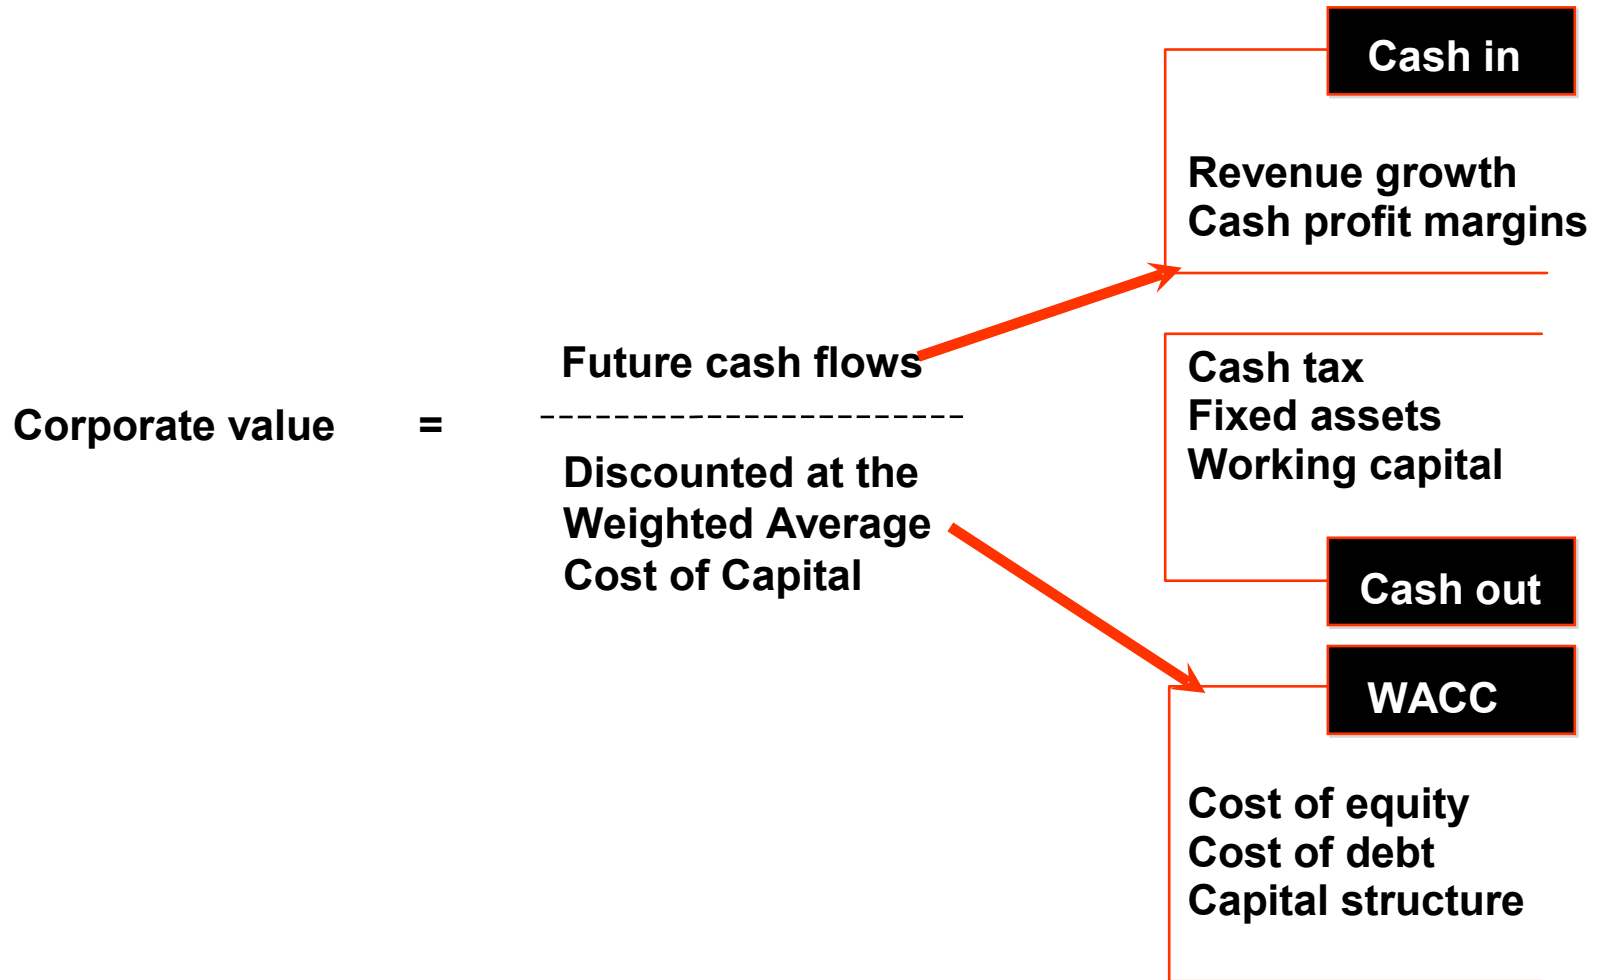 Corporate value =
Future cash flows
Discounted at the
Weighted Average
Cost of Capital
Cash in
Revenue growth
Cash profit margins
Cash tax
Fixed assets
Working capital
Cash out
WACC
Cost of equity
Cost of debt
Capital structure